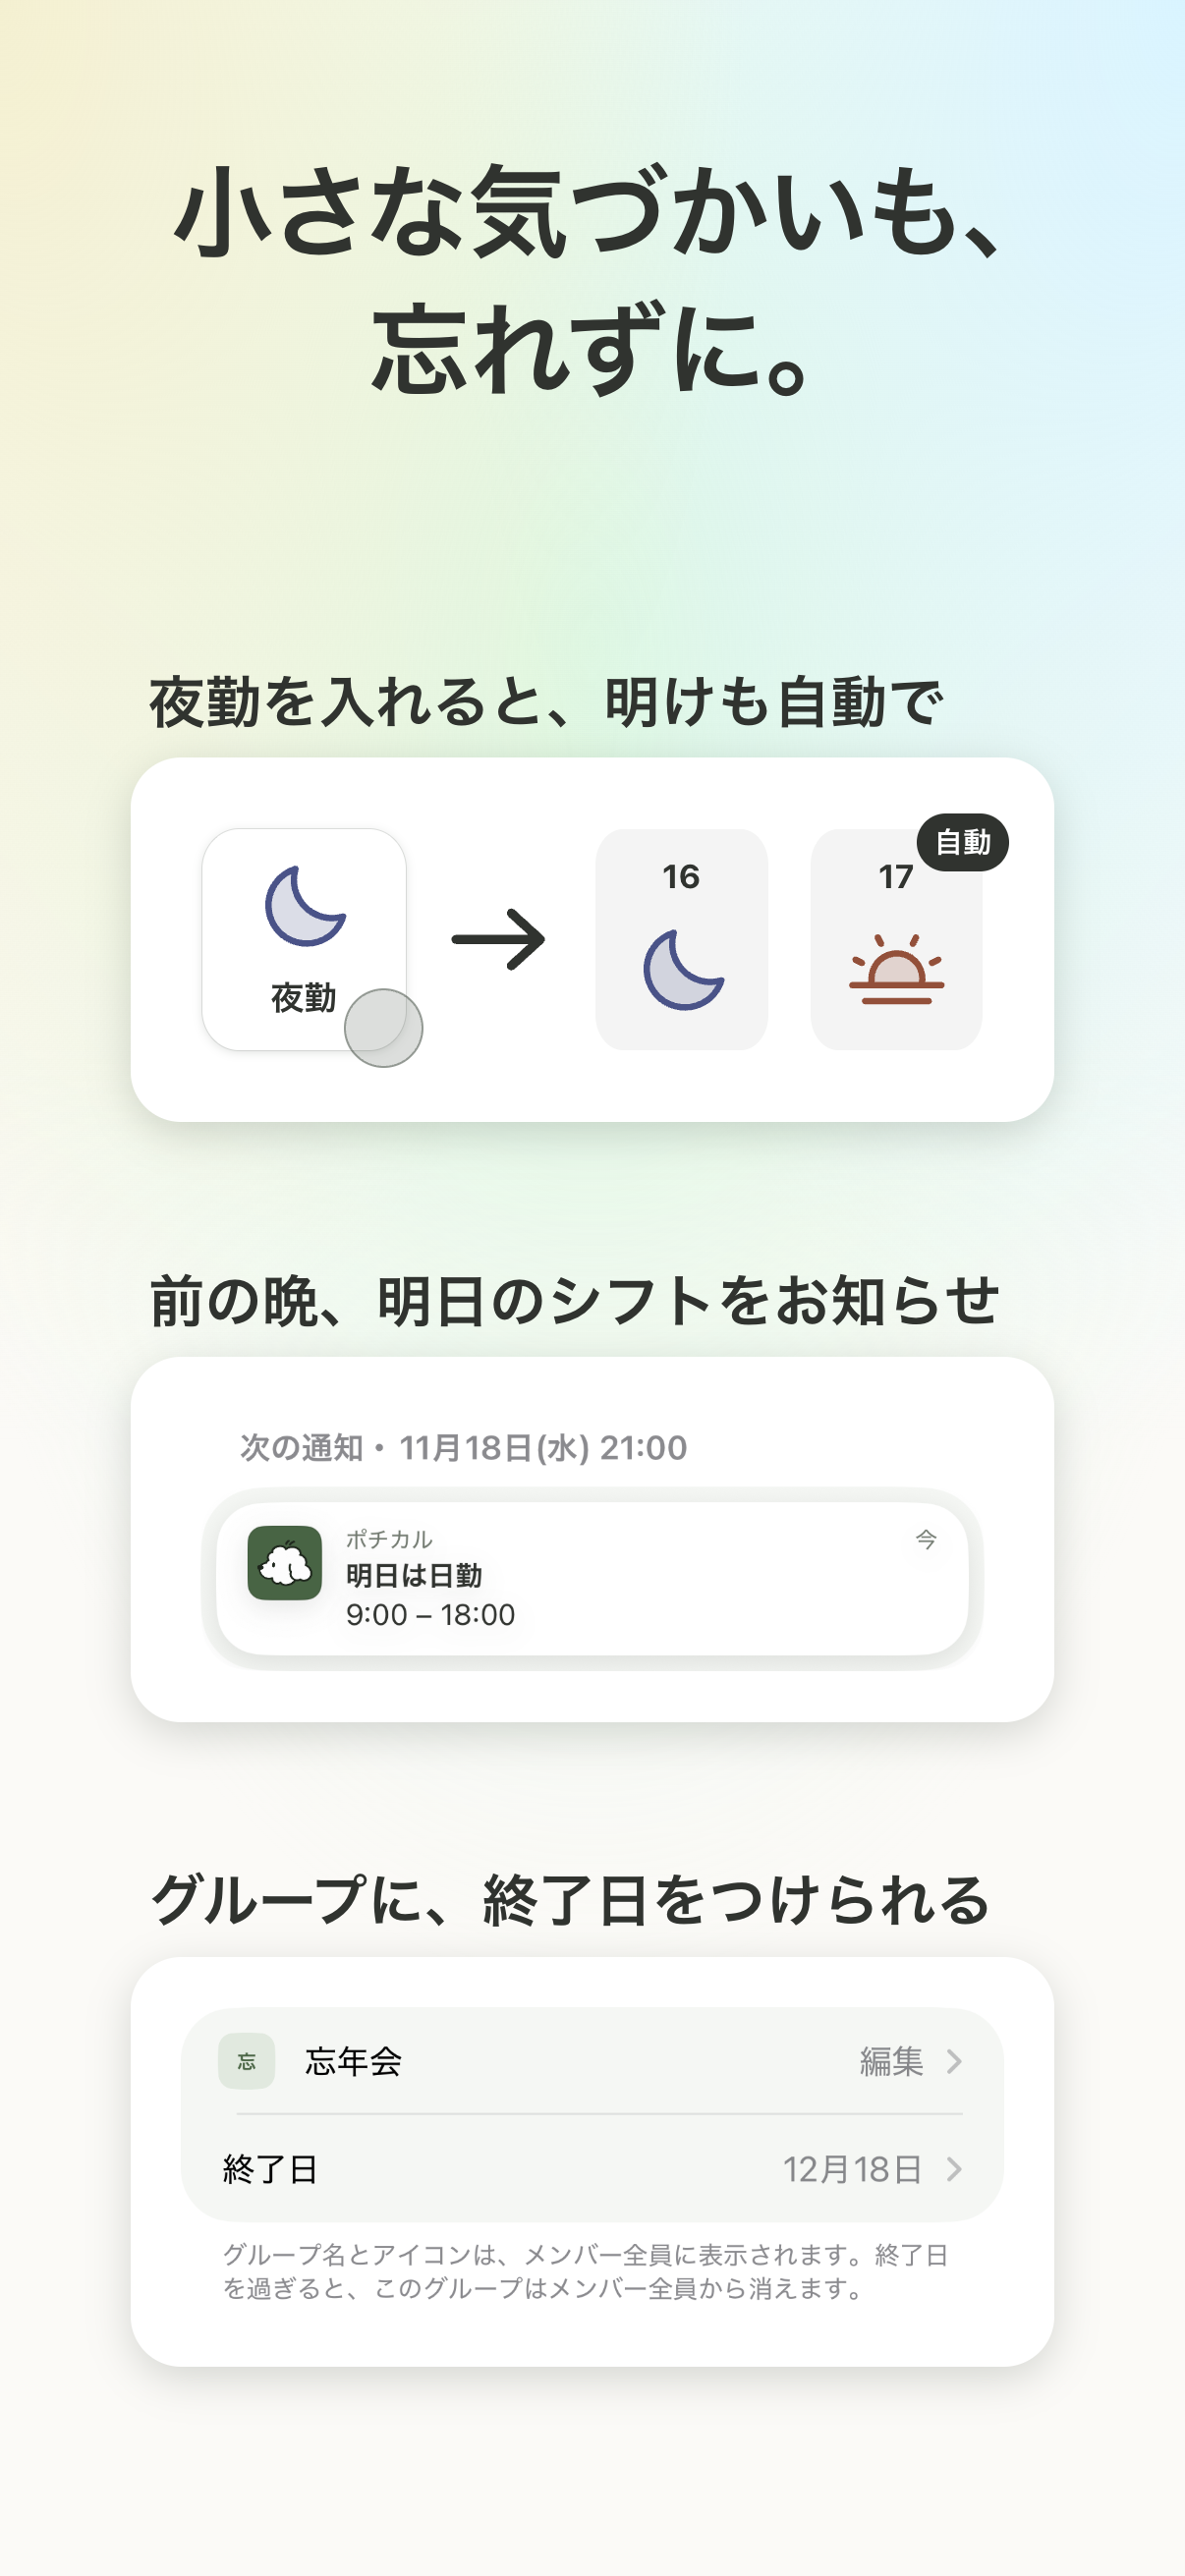 小さな気づかいも、
忘れずに。
夜勤を入れると、明けも自動で
自動
16
17
夜勤
前の晩、明日のシフトをお知らせ
次の通知・11月18日(水) 21:00
ポチカル
今
明日は日勤
9:00 – 18:00
グループに、終了日をつけられる
忘
忘年会
編集
終了日
12月18日
グループ名とアイコンは、メンバー全員に表示されます。終了日
を過ぎると、このグループはメンバー全員から消えます。